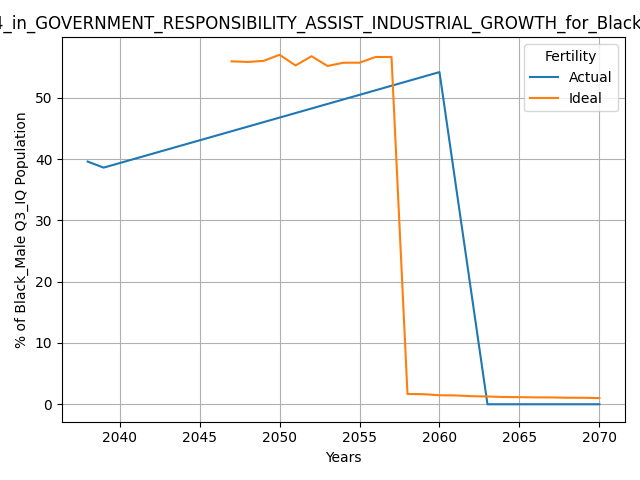 _in_GOVERNMENT_RESPONSIBILITY_ASSIST_INDUSTRIAL_GROWTH_for_Black
Fertility
Actual
Ideal
% of Black_Male Q3_IQ Population
50
40
30
20
10
0
2040 2045 2050 2055 2060 2065 2070
Years